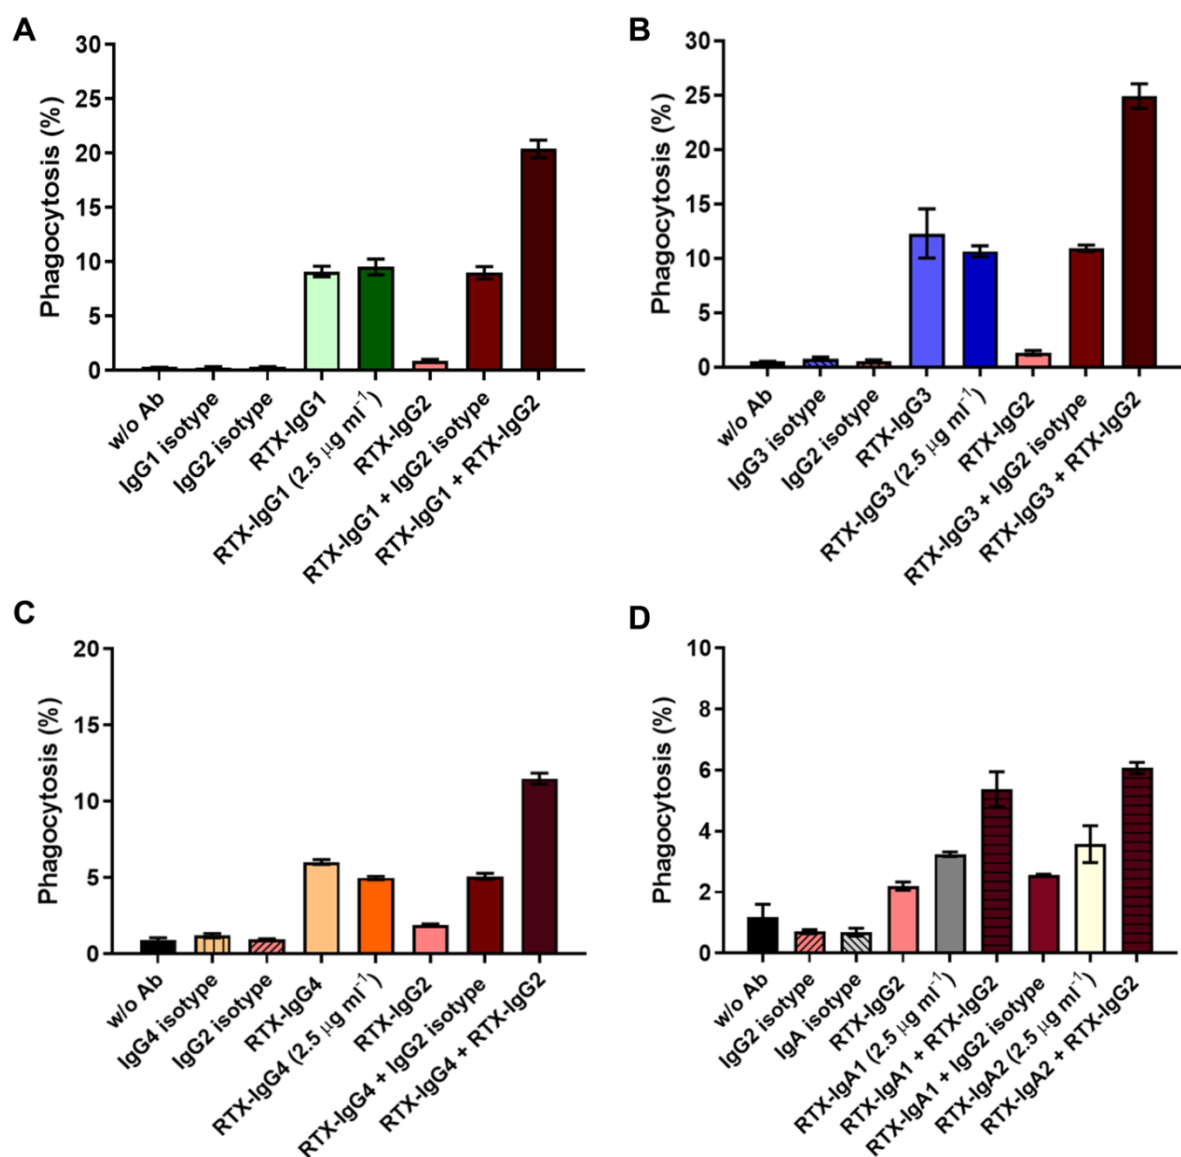 A
Phagocytosis (%)
30
25
20
15
10
5
0
w/o Ab
IgG1 isotype
IgG2 isotype
RTX-IgG1
RTX-IgG1 (2.5 μg ml⁻¹)
RTX-IgG2
RTX-IgG1 + IgG2 isotype
RTX-IgG1 + RTX-IgG2
B
Phagocytosis (%)
30
25
20
15
10
5
0
w/o Ab
IgG3 isotype
IgG2 isotype
RTX-IgG3
RTX-IgG3 (2.5 μg ml⁻¹)
RTX-IgG2
RTX-IgG3 + IgG2 isotype
RTX-IgG3 + RTX-IgG2
C
Phagocytosis (%)
20
15
10
5
0
w/o Ab
IgG4 isotype
IgG2 isotype
RTX-IgG4
RTX-IgG4 (2.5 μg ml⁻¹)
RTX-IgG2
RTX-IgG4 + IgG2 isotype
RTX-IgG4 + RTX-IgG2
D
Phagocytosis (%)
10
8
6
4
2
0
w/o Ab
IgG2 isotype
IgA isotype
RTX-IgG2
RTX-IgA1 (2.5 μg ml⁻¹)
RTX-IgA1 + RTX-IgG2
RTX-IgA1 + IgG2 isotype
RTX-IgA2 (2.5 μg ml⁻¹)
RTX-IgA2 + RTX-IgG2